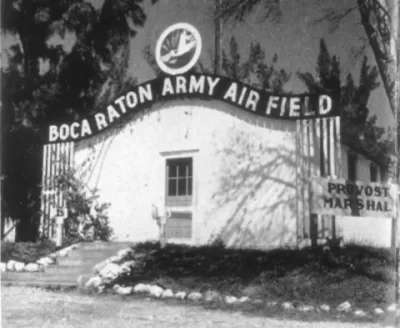 BOCA RATON ARMY AIR FIELD
PROVOST
MARSHAL